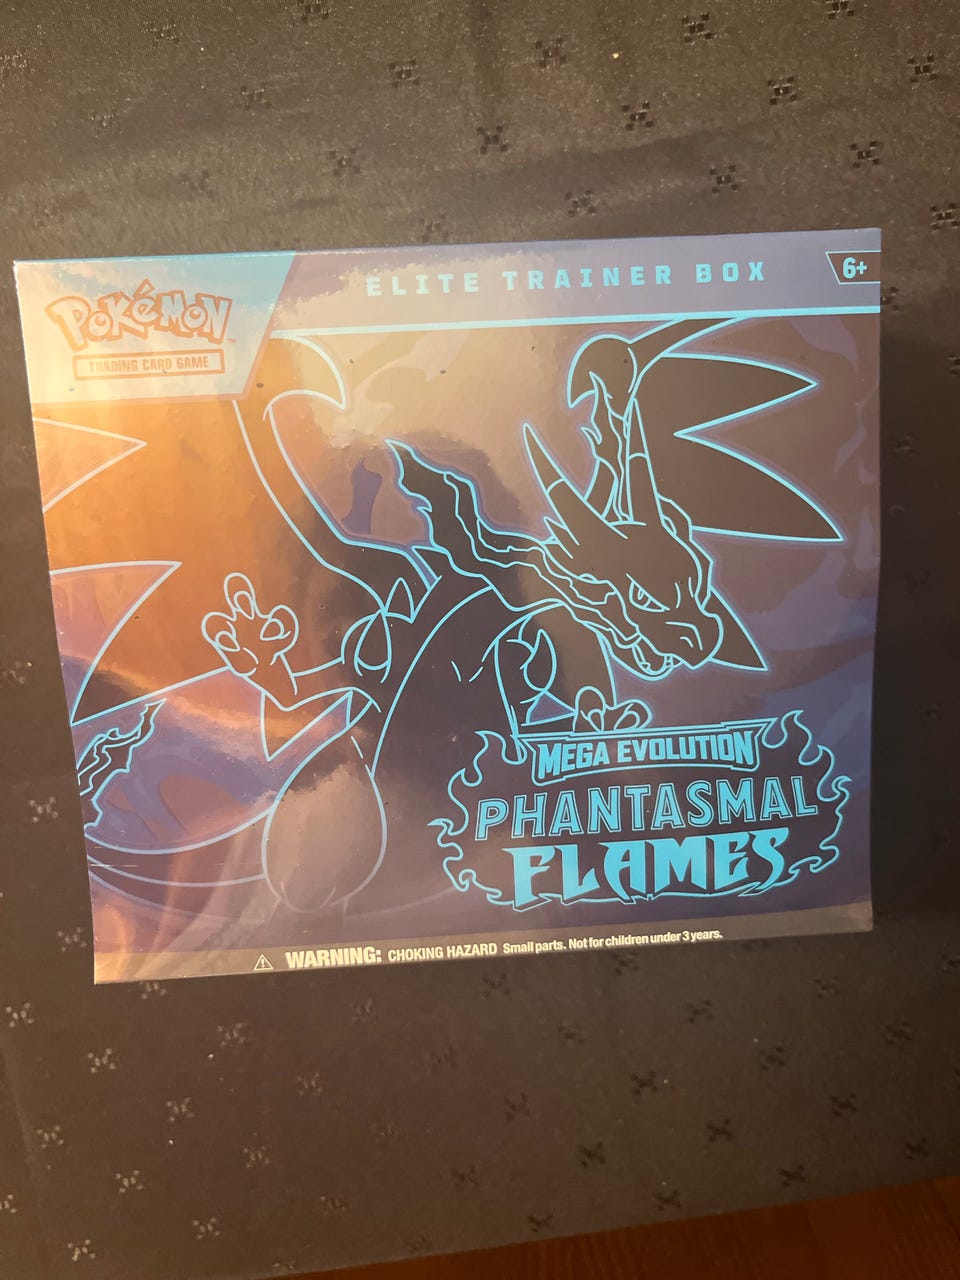 POKéMON™
TRADING CARD GAME
ELITE TRAINER BOX
6+
MEGA EVOLUTION
PHANTASMAL
FLAMES
WARNING: CHOKING HAZARD Small parts. Not for children under 3 years.